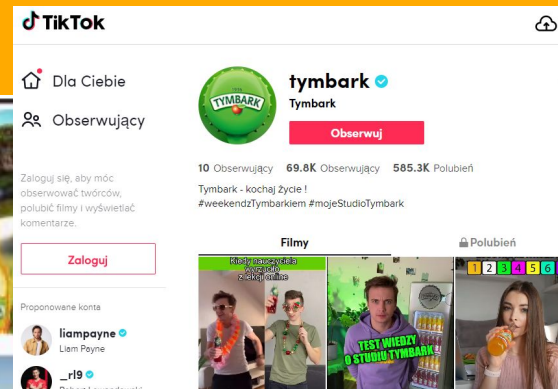 TikTok
Dla Ciebie
Obserwujący
Zaloguj się, aby móc
obserwować twórców,
polubić filmy i wyświetlać
komentarze.
Zaloguj
Proponowane konta
liampayne
Liam Payne
_rl9
TYMBARK
tymbark
Tymbark
Obserwuj
10 Obserwujący 69.8K Obserwujący 585.3K Polubień
Tymbark - kochaj życie !
#weekendzTymbarkiem #mojeStudioTymbark
Filmy
Polubień
Kiedy nauczyciela
wyrzuciło
z lekcji online
TEST WIEDZY
O STUDIU TYMBARK
1 2 3 4 5 6